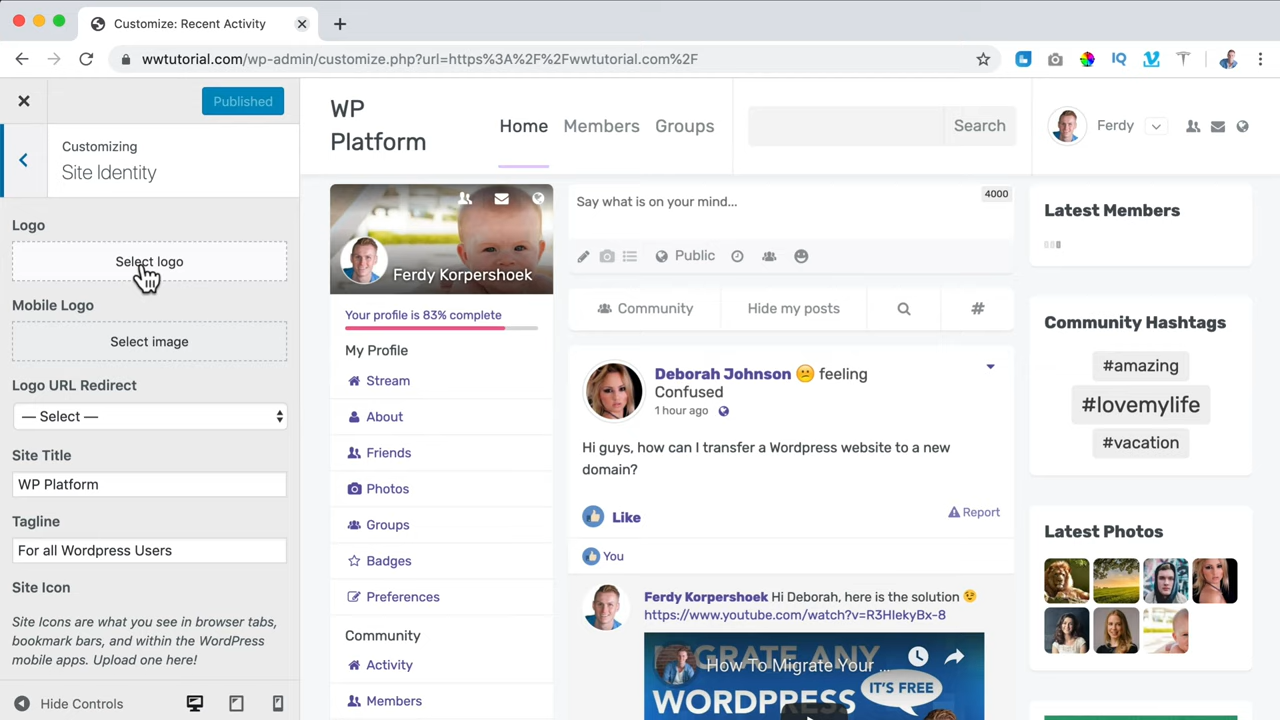 Customize: Recent Activity
wwtutorial.com/wp-admin/customize.php?url=https%3A%2F%2Fwwtutorial.com%2F
IQ
Published
Customizing
Site Identity
Logo
Select logo
Mobile Logo
Select image
Logo URL Redirect
— Select —
Site Title
WP Platform
Tagline
For all Wordpress Users
Site Icon
Site Icons are what you see in browser tabs,
bookmark bars, and within the WordPress
mobile apps. Upload one here!
Hide Controls
WP
Platform
Home
Members
Groups
Search
Ferdy
Ferdy Korpershoek
Your profile is 83% complete
My Profile
Stream
About
Friends
Photos
Groups
Badges
Preferences
Community
Activity
Members
Say what is on your mind...
4000
Public
Community
Hide my posts
#
Deborah Johnson 😕 feeling
Confused
1 hour ago
Hi guys, how can I transfer a Wordpress website to a new
domain?
Like
Report
You
Ferdy Korpershoek Hi Deborah, here is the solution 😉
https://www.youtube.com/watch?v=R3HIekyBx-8
How To Migrate Your ...
MIGRATE ANY
WORDPRESS
IT'S FREE
Latest Members
Community Hashtags
#amazing
#lovemylife
#vacation
Latest Photos